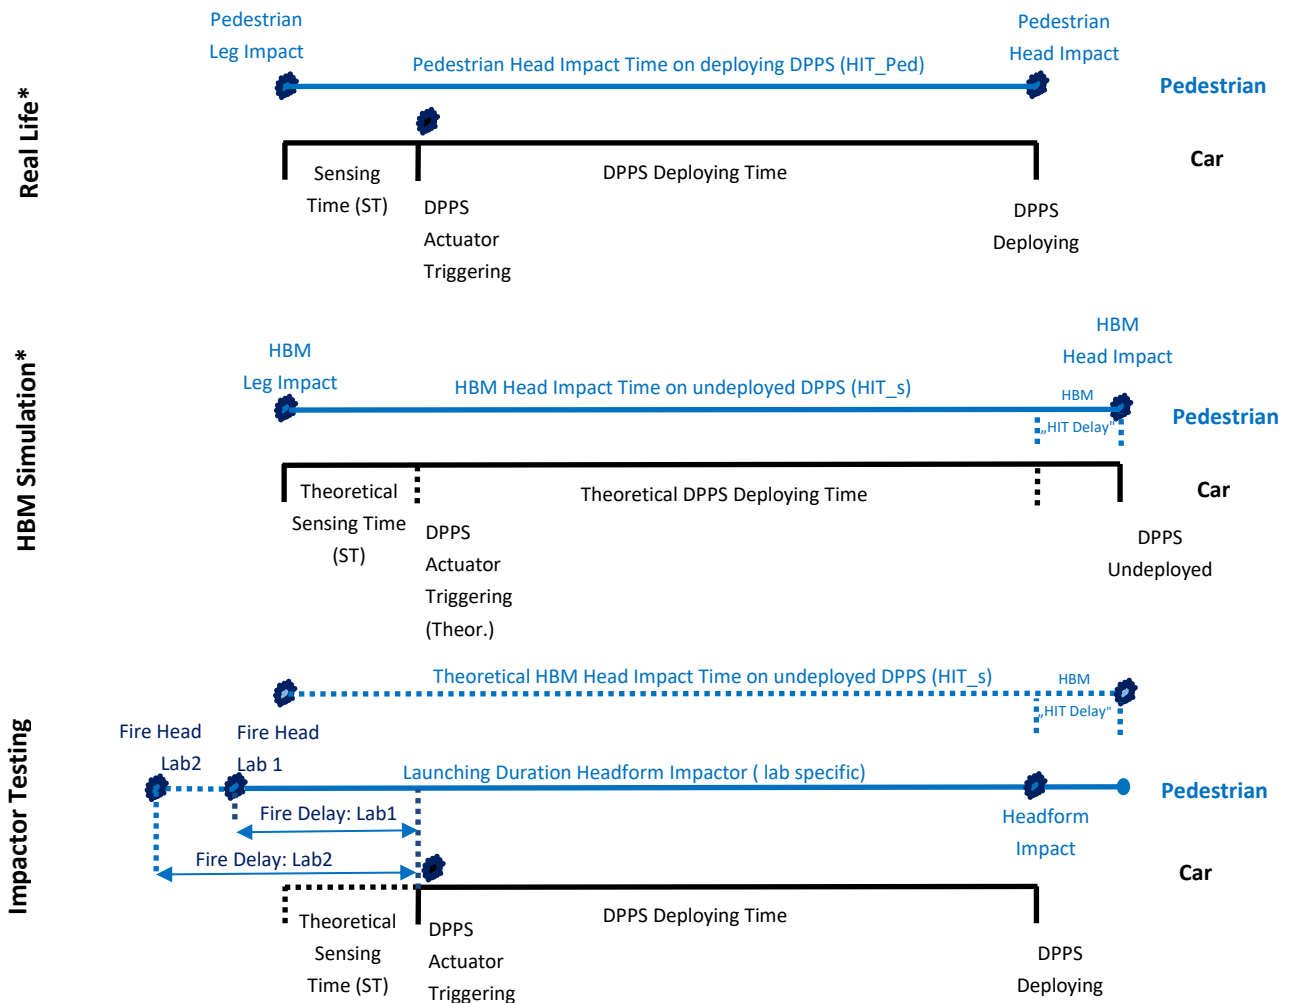 Real Life*
Pedestrian
Leg Impact
Pedestrian
Head Impact
Pedestrian Head Impact Time on deploying DPPS (HIT_Ped)
Pedestrian
Sensing
Time (ST)
DPPS Deploying Time
Car
DPPS
Actuator
Triggering
DPPS
Deploying
HBM Simulation*
HBM
Leg Impact
HBM
Head Impact
HBM Head Impact Time on undeployed DPPS (HIT_s)
HBM
„HIT Delay"
Pedestrian
Theoretical
Sensing Time
(ST)
Theoretical DPPS Deploying Time
Car
DPPS
Actuator
Triggering
(Theor.)
DPPS
Undeployed
Impactor Testing
Theoretical HBM Head Impact Time on undeployed DPPS (HIT_s)
HBM
„HIT Delay"
Fire Head
Lab2
Fire Head
Lab 1
Launching Duration Headform Impactor ( lab specific)
Pedestrian
Fire Delay: Lab1
Headform
Impact
Fire Delay: Lab2
Car
Theoretical
Sensing
Time (ST)
DPPS Deploying Time
DPPS
Actuator
Triggering
DPPS
Deploying